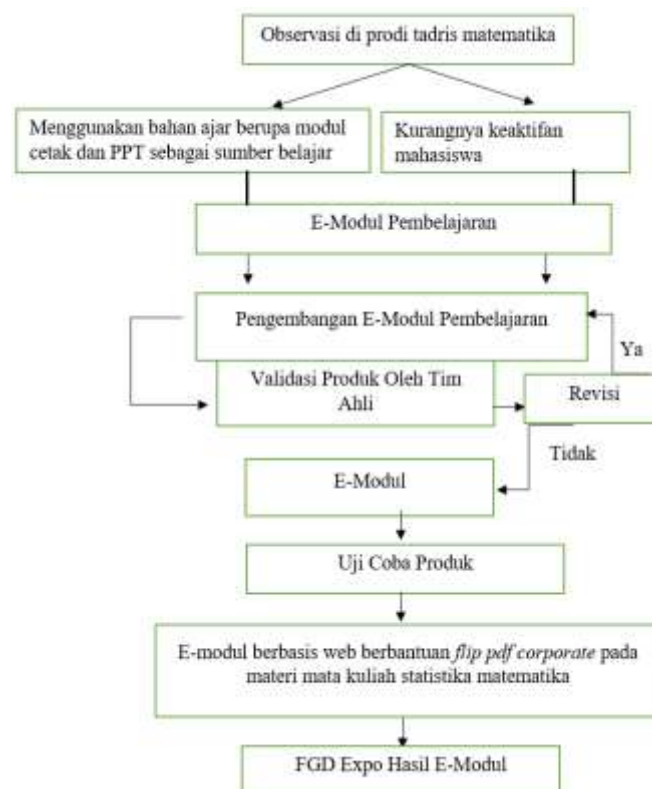 Observasi di prodi tadris matematika
Menggunakan bahan ajar berupa modul
cetak dan PPT sebagai sumber belajar
Kurangnya keaktifan
mahasiswa
E-Modul Pembelajaran
Pengembangan E-Modul Pembelajaran
Ya
Validasi Produk Oleh Tim
Ahli
Revisi
Tidak
E-Modul
Uji Coba Produk
E-modul berbasis web berbantuan flip pdf corporate pada
materi mata kuliah statistika matematika
FGD Expo Hasil E-Modul